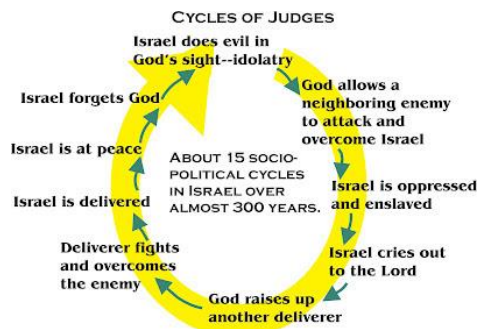 CYCLES OF JUDGES
Israel does evil in
God's sight--idolatry
God allows a
neighboring enemy
to attack and
overcome Israel
Israel is oppressed
and enslaved
Israel cries out
to the Lord
God raises up
another deliverer
Deliverer fights
and overcomes
the enemy
Israel is delivered
Israel is at peace
Israel forgets God
ABOUT 15 SOCIO-
POLITICAL CYCLES
IN ISRAEL OVER
ALMOST 300 YEARS.